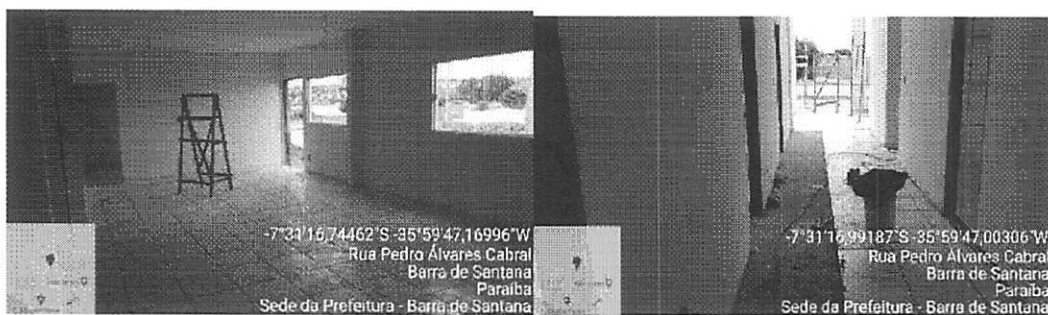 -7°31'16,74462"S -35°59'47,16996"W
Rua Pedro Álvares Cabral
Barra de Santana
Paraíba
Sede da Prefeitura - Barra de Santana
-7°31'16,99187"S -35°59'47,00306"W
Rua Pedro Álvares Cabral
Barra de Santana
Paraíba
Sede da Prefeitura - Barra de Santana